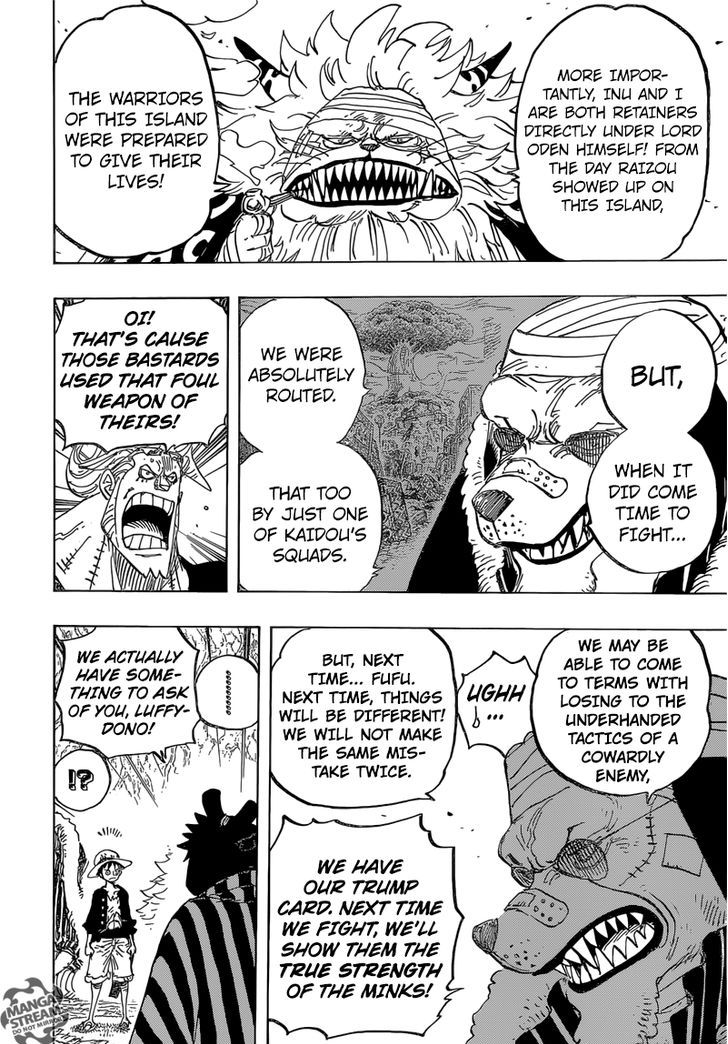 MORE IMPOR-
TANTLY, INU AND I
ARE BOTH RETAINERS
DIRECTLY UNDER LORD
ODEN HIMSELF! FROM
THE DAY RAIZOU
SHOWED UP ON
THIS ISLAND,
THE WARRIORS
OF THIS ISLAND
WERE PREPARED
TO GIVE THEIR
LIVES!
BUT,
WHEN IT
DID COME
TIME TO
FIGHT...
WE WERE
ABSOLUTELY
ROUTED.
THAT TOO
BY JUST ONE
OF KAIDOU'S
SQUADS.
OI!
THAT'S CAUSE
THOSE BASTARDS
USED THAT FOUL
WEAPON OF
THEIRS!
WE MAY BE
ABLE TO COME
TO TERMS WITH
LOSING TO THE
UNDERHANDED
TACTICS OF A
COWARDLY
ENEMY,
UGHH
...
BUT, NEXT
TIME... FUFU.
NEXT TIME, THINGS
WILL BE DIFFERENT!
WE WILL NOT MAKE
THE SAME MIS-
TAKE TWICE.
WE HAVE
OUR TRUMP
CARD. NEXT TIME
WE FIGHT, WE'LL
SHOW THEM THE
TRUE STRENGTH
OF THE MINKS!
.........
WE ACTUALLY
HAVE SOME-
THING TO ASK
OF YOU, LUFFY-
DONO!
!?
MANGA
STREAM
DO NOT MIRROR